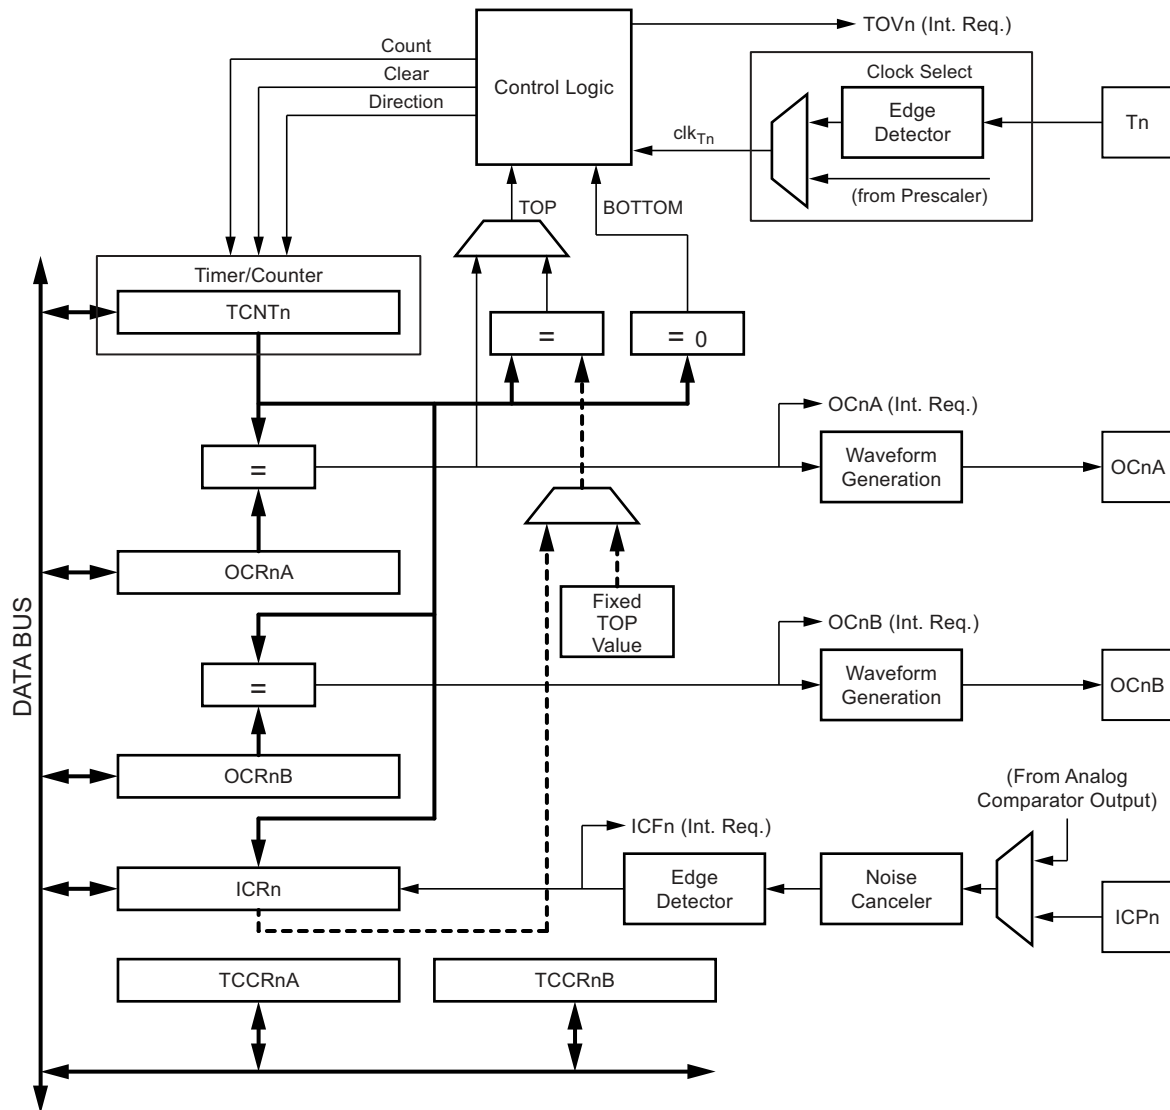 TOVn (Int. Req.)
Count
Clear
Direction
Control Logic
Clock Select
Edge
Detector
Tn
clkTn
(from Prescaler)
TOP
BOTTOM
Timer/Counter
TCNTn
=
= 0
OCnA (Int. Req.)
=
Waveform
Generation
OCnA
OCRnA
Fixed
TOP
Value
DATA BUS
OCnB (Int. Req.)
=
Waveform
Generation
OCnB
OCRnB
(From Analog
Comparator Output)
ICFn (Int. Req.)
ICRn
Edge
Detector
Noise
Canceler
ICPn
TCCRnA
TCCRnB